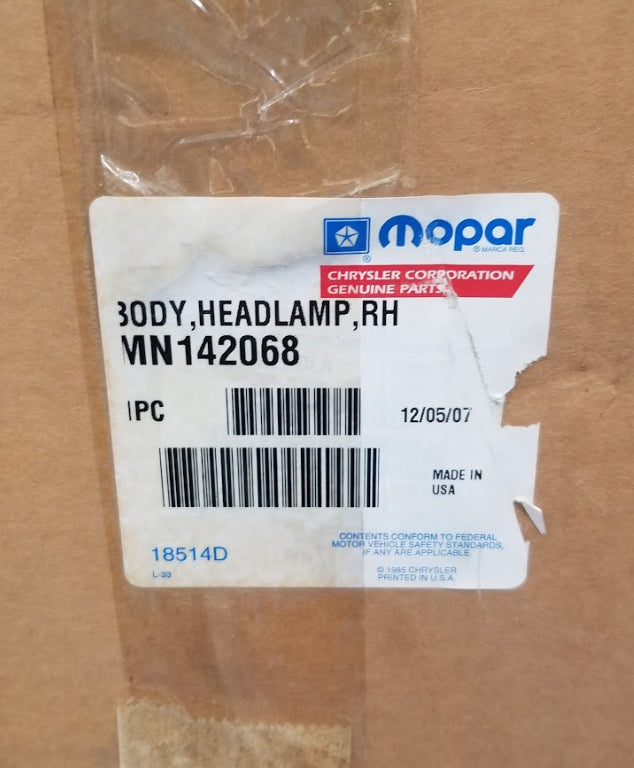 mopar
® ® MARCA REG.
CHRYSLER CORPORATION
GENUINE PARTS
BODY,HEADLAMP,RH
MN142068
1PC
12/05/07
MADE IN
USA
18514D
L-33
CONTENTS CONFORM TO FEDERAL
MOTOR VEHICLE SAFETY STANDARDS,
IF ANY ARE APPLICABLE.
© 1985 CHRYSLER
PRINTED IN U.S.A.